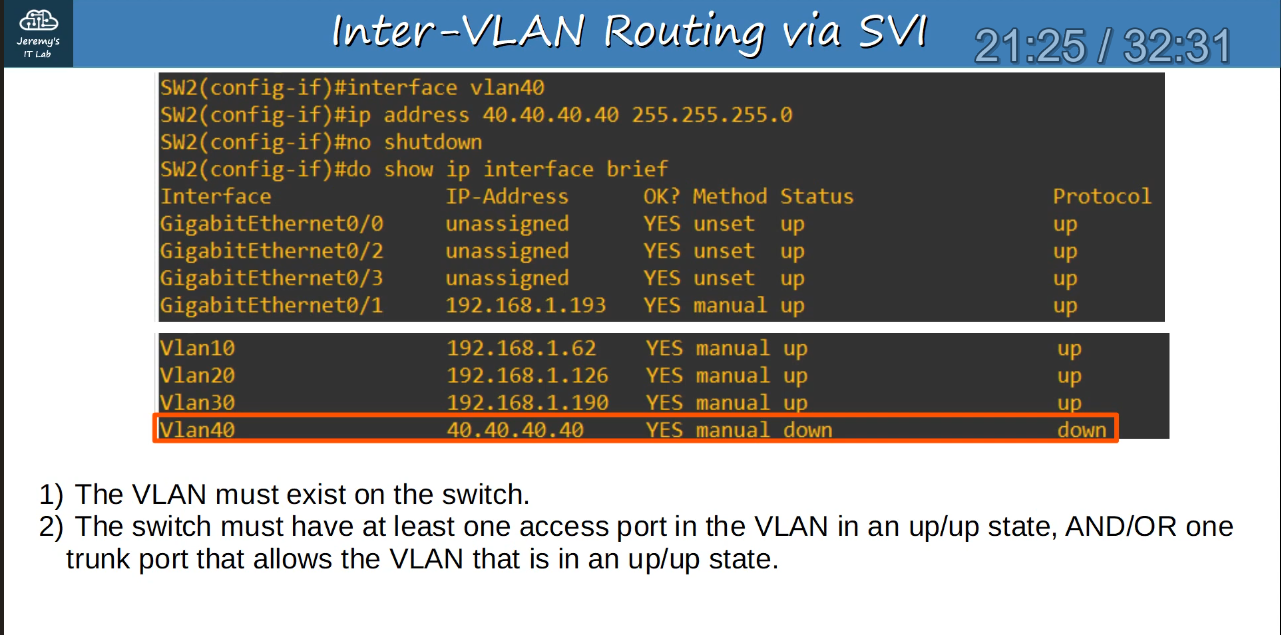 Jeremy's
IT Lab
Inter-VLAN Routing via SVI
21:25 / 32:31
SW2(config-if)#interface vlan40
SW2(config-if)#ip address 40.40.40.40 255.255.255.0
SW2(config-if)#no shutdown
SW2(config-if)#do show ip interface brief
Interface IP-Address OK? Method Status Protocol
GigabitEthernet0/0 unassigned YES unset up up
GigabitEthernet0/2 unassigned YES unset up up
GigabitEthernet0/3 unassigned YES unset up up
GigabitEthernet0/1 192.168.1.193 YES manual up up
Vlan10 192.168.1.62 YES manual up up
Vlan20 192.168.1.126 YES manual up up
Vlan30 192.168.1.190 YES manual up up
Vlan40 40.40.40.40 YES manual down down
1) The VLAN must exist on the switch.
2) The switch must have at least one access port in the VLAN in an up/up state, AND/OR one
trunk port that allows the VLAN that is in an up/up state.